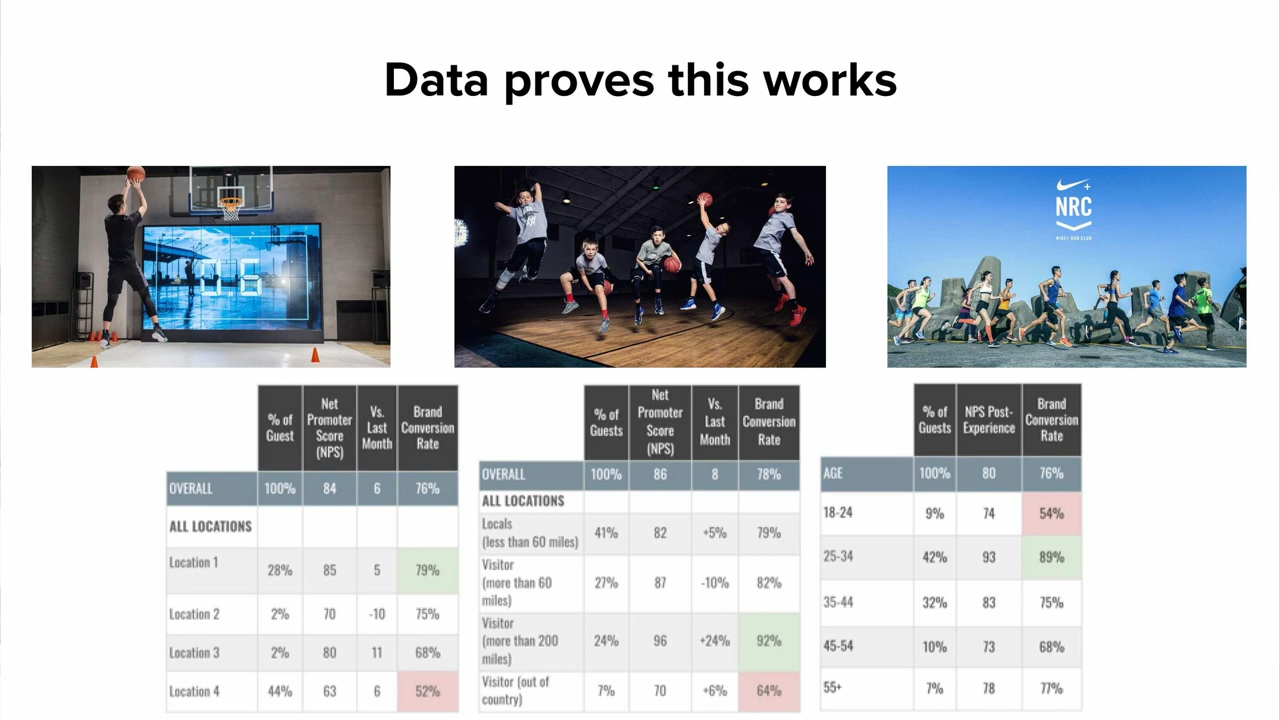 Data proves this works
NRC
% of Guest Net Promoter Score (NPS) Vs. Last Month Brand Conversion Rate
OVERALL 100% 84 6 76%
ALL LOCATIONS
Location 1 28% 85 5 79%
Location 2 2% 70 -10 75%
Location 3 2% 80 11 68%
Location 4 44% 63 6 52%
% of Guests Net Promoter Score (NPS) Vs. Last Month Brand Conversion Rate
OVERALL 100% 86 8 78%
ALL LOCATIONS
Locals (less than 60 miles) 41% 82 +5% 79%
Visitor (more than 60 miles) 27% 87 -10% 82%
Visitor (more than 200 miles) 24% 96 +24% 92%
Visitor (out of country) 7% 70 +6% 64%
% of Guests NPS Post-Experience Brand Conversion Rate
AGE 100% 80 76%
18-24 9% 74 54%
25-34 42% 93 89%
35-44 32% 83 75%
45-54 10% 73 68%
55+ 7% 78 77%